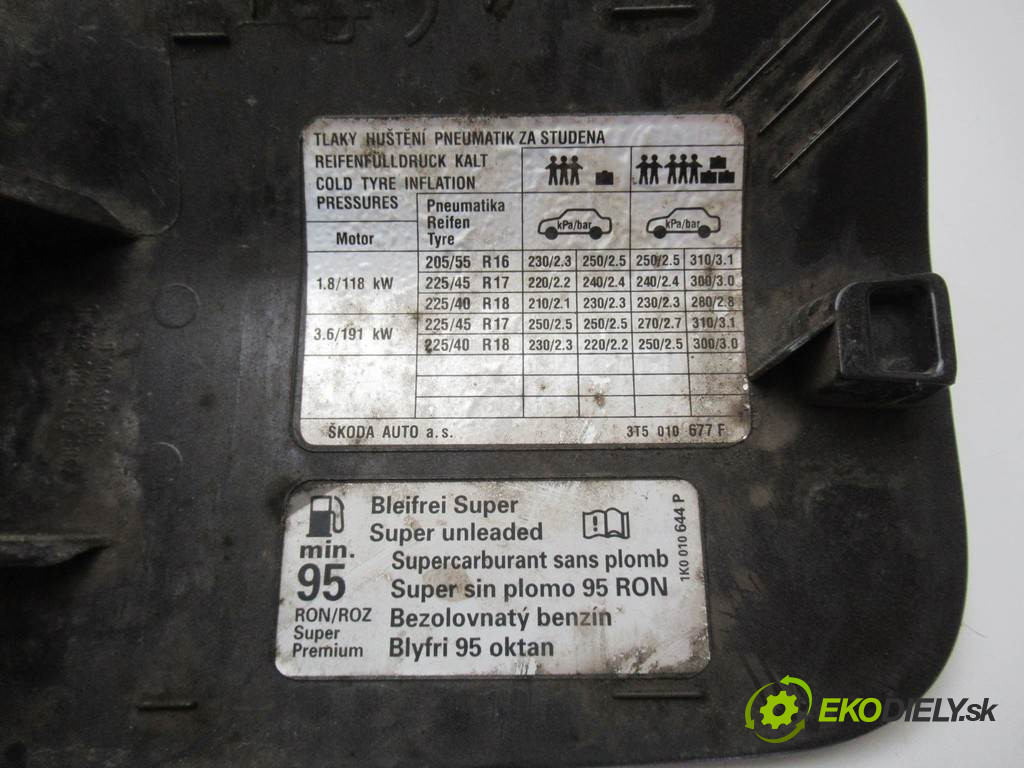 TLAKY HUŠTĚNÍ PNEUMATIK ZA STUDENA
REIFENFÜLLDRUCK KALT
COLD TYRE INFLATION
PRESSURES
Pneumatika
Reifen
Tyre
Motor
kPa/bar kPa/bar
205/55 R16 230/2.3 250/2.5 250/2.5 310/3.1
1.8/118 kW 225/45 R17 220/2.2 240/2.4 240/2.4 300/3.0
225/40 R18 210/2.1 230/2.3 230/2.3 280/2.8
3.6/191 kW 225/45 R17 250/2.5 250/2.5 270/2.7 310/3.1
225/40 R18 230/2.3 220/2.2 250/2.5 300/3.0
ŠKODA AUTO a.s. 3T5 010 677 F
min.
95
RON/ROZ
Super
Premium
Bleifrei Super
Super unleaded
Supercarburant sans plomb
Super sin plomo 95 RON
Bezolovnatý benzín
Blyfri 95 oktan
1K0 010 644 P
EKODIELY.sk